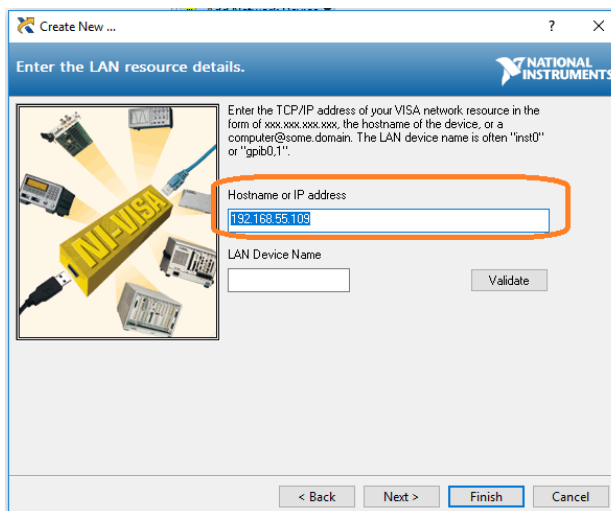 Add Network Device
Create New ...
Enter the LAN resource details.
NATIONAL
INSTRUMENTS
Enter the TCP/IP address of your VISA network resource in the
form of xxx.xxx.xxx.xxx, the hostname of the device, or a
computer@some.domain. The LAN device name is often "inst0"
or "gpib0,1".
NI-VISA
Hostname or IP address
192.168.55.109
LAN Device Name
Validate
< Back
Next >
Finish
Cancel